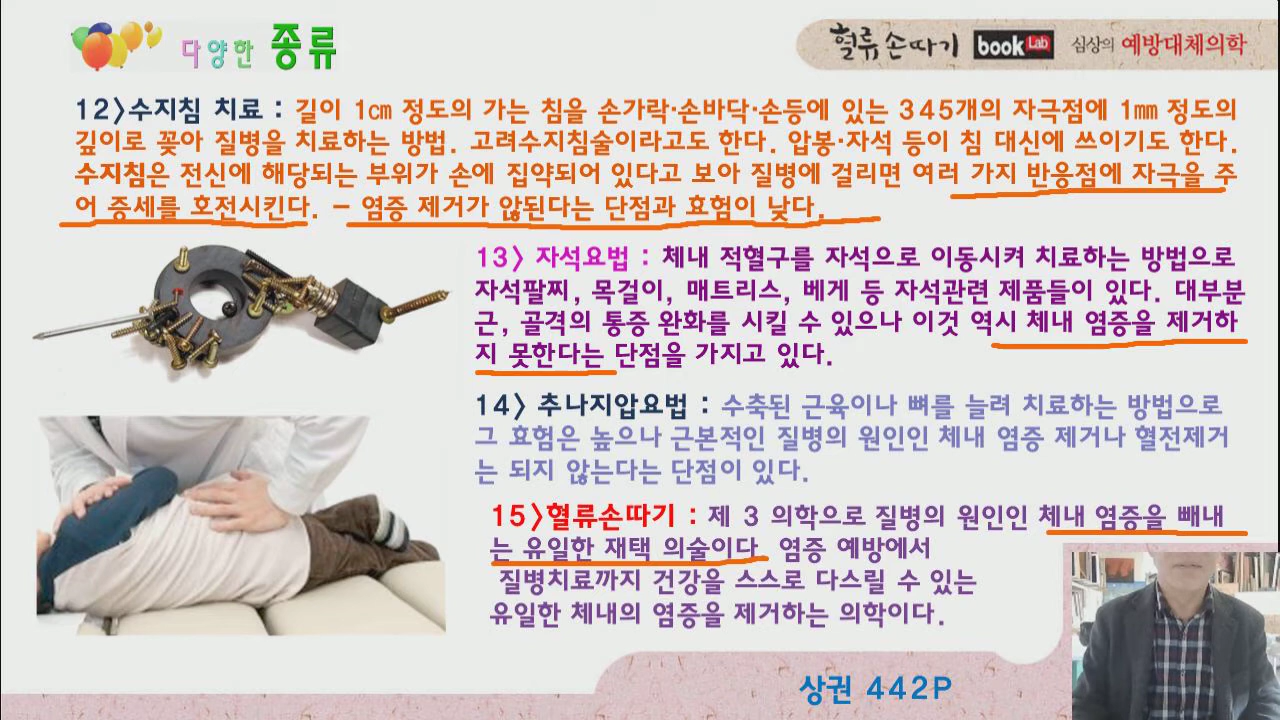 다양한 종류
혈류 손따기 book Lab 심상의 예방대체의학
12>수지침 치료 : 길이 1㎝ 정도의 가는 침을 손가락·손바닥·손등에 있는 345개의 자극점에 1㎜ 정도의
깊이로 꽂아 질병을 치료하는 방법. 고려수지침술이라고도 한다. 압봉·자석 등이 침 대신에 쓰이기도 한다.
수지침은 전신에 해당되는 부위가 손에 집약되어 있다고 보아 질병에 걸리면 여러 가지 반응점에 자극을 주
어 증세를 호전시킨다. - 염증 제거가 않된다는 단점과 효험이 낮다.
13> 자석요법 : 체내 적혈구를 자석으로 이동시켜 치료하는 방법으로
자석팔찌, 목걸이, 매트리스, 베게 등 자석관련 제품들이 있다. 대부분
근, 골격의 통증 완화를 시킬 수 있으나 이것 역시 체내 염증을 제거하
지 못한다는 단점을 가지고 있다.
14> 추나지압요법 : 수축된 근육이나 뼈를 늘려 치료하는 방법으로
그 효험은 높으나 근본적인 질병의 원인인 체내 염증 제거나 혈전제거
는 되지 않는다는 단점이 있다.
15>혈류손따기 : 제 3 의학으로 질병의 원인인 체내 염증을 빼내
는 유일한 재택 의술이다. 염증 예방에서
질병치료까지 건강을 스스로 다스릴 수 있는
유일한 체내의 염증을 제거하는 의학이다.
상권 442P